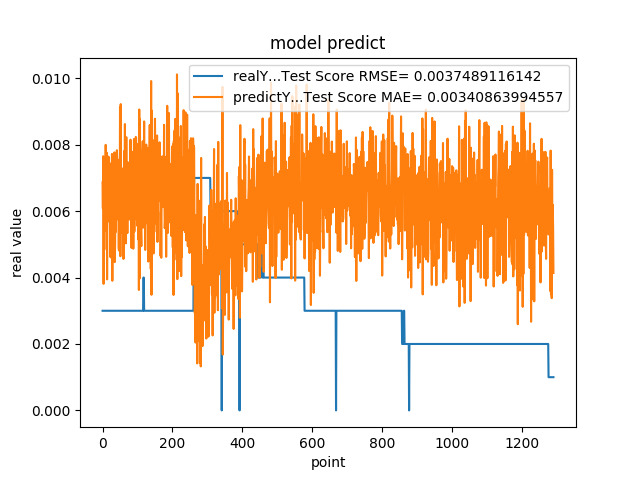 model predict
realY...Test Score RMSE= 0.0037489116142
predictY...Test Score MAE= 0.00340863994557
0.010
0.008
0.006
0.004
0.002
0.000
real value
0 200 400 600 800 1000 1200
point